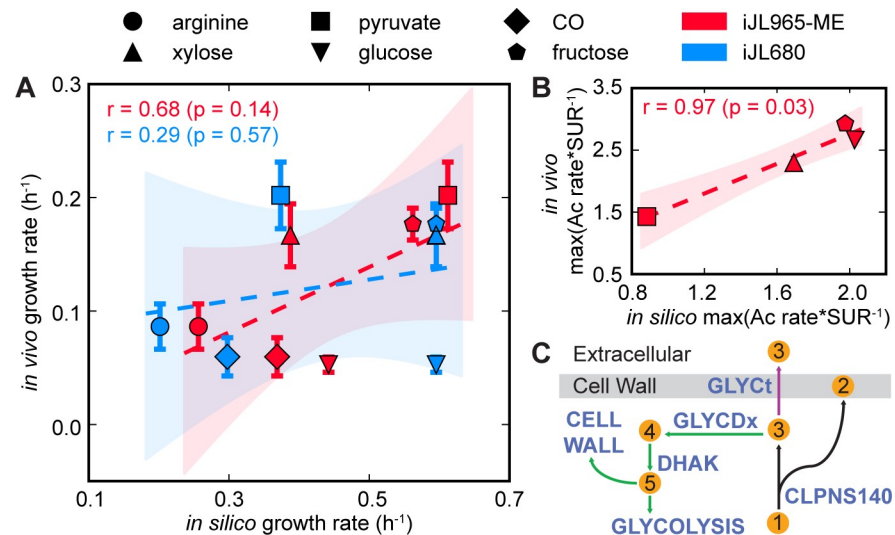 arginine pyruvate CO iJL965-ME
xylose glucose fructose iJL680
A
r = 0.68 (p = 0.14)
r = 0.29 (p = 0.57)
0.3
0.2
0.1
0.0
in vivo growth rate (h⁻¹)
0.1 0.3 0.5 0.7
in silico growth rate (h⁻¹)
B
r = 0.97 (p = 0.03)
3.5
2.5
1.5
0.5
in vivo
max(Ac rate*SUR⁻¹)
0.8 1.2 1.6 2.0
in silico max(Ac rate*SUR⁻¹)
C
Extracellular 3
Cell Wall GLYCt 2
CELL
WALL
4 GLYCDx 3
DHAK
5
CLPNS140
GLYCOLYSIS 1